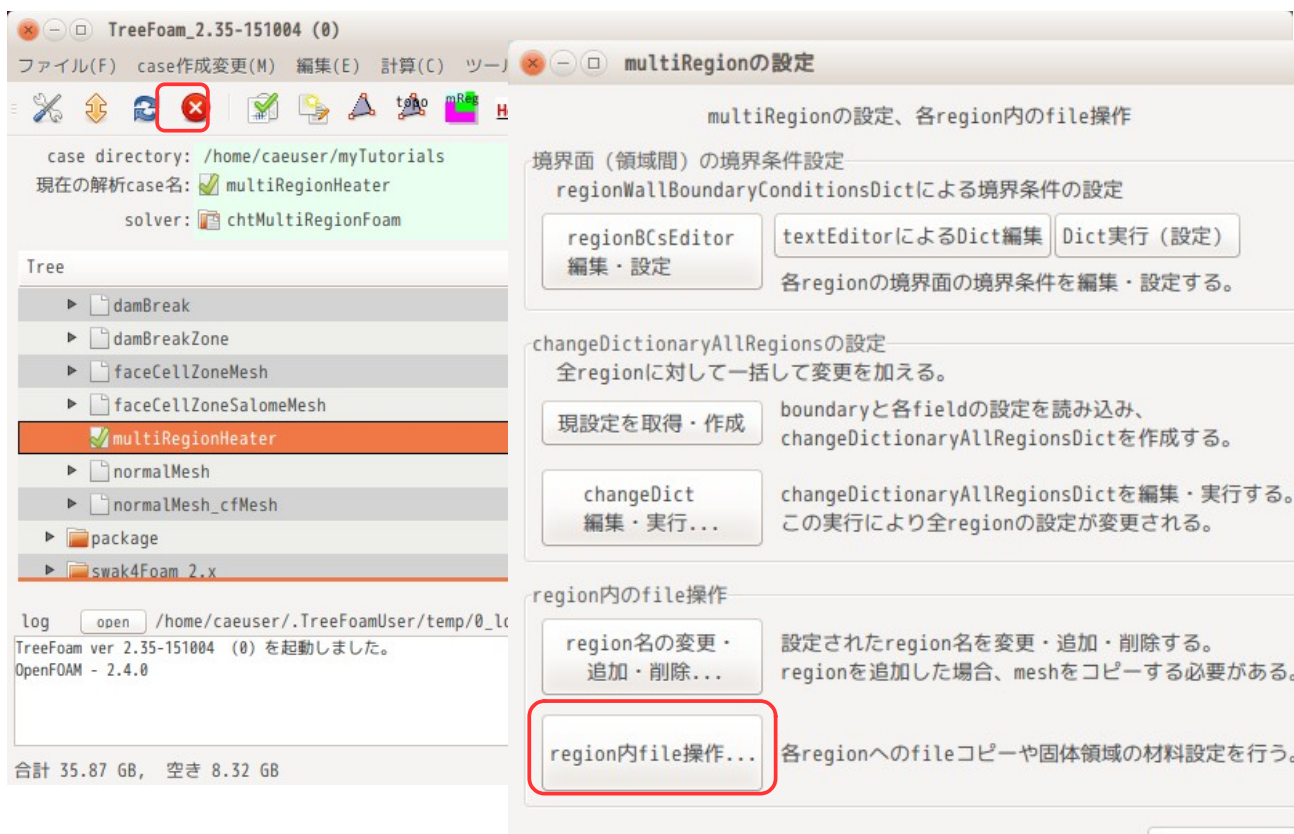 TreeFoam_2.35-151004 (0)
ファイル(F) case作成変更(M) 編集(E) 計算(C) ツー
topo
mReg
case directory: /home/caeuser/myTutorials
現在の解析case名: multiRegionHeater
solver: chtMultiRegionFoam
Tree
damBreak
damBreakZone
faceCellZoneMesh
faceCellZoneSalomeMesh
multiRegionHeater
normalMesh
normalMesh_cfMesh
package
swak4Foam_2.x
log open /home/caeuser/.TreeFoamUser/temp/0_lo
TreeFoam ver 2.35-151004 (0) を起動しました。
OpenFOAM - 2.4.0
合計 35.87 GB, 空き 8.32 GB
multiRegionの設定
multiRegionの設定、各region内のfile操作
境界面（領域間）の境界条件設定
regionWallBoundaryConditionsDictによる境界条件の設定
regionBCsEditor
編集・設定
textEditorによるDict編集 Dict実行（設定）
各regionの境界面の境界条件を編集・設定する。
changeDictionaryAllRegionsの設定
全regionに対して一括して変更を加える。
現設定を取得・作成
boundaryと各fieldの設定を読み込み、
changeDictionaryAllRegionsDictを作成する。
changeDict
編集・実行...
changeDictionaryAllRegionsDictを編集・実行する。
この実行により全regionの設定が変更される。
region内のfile操作
region名の変更・
追加・削除...
設定されたregion名を変更・追加・削除する。
regionを追加した場合、meshをコピーする必要がある。
region内file操作...
各regionへのfileコピーや固体領域の材料設定を行う。